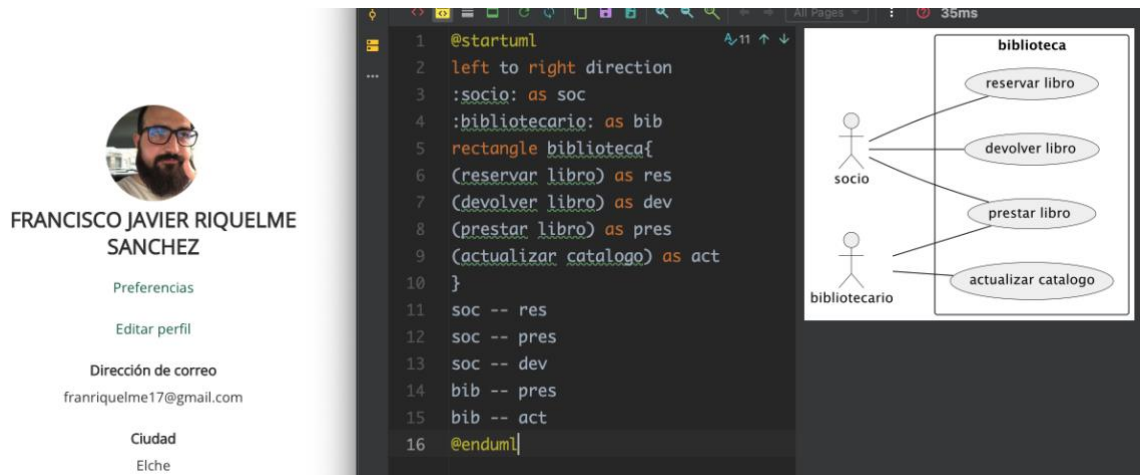 FRANCISCO JAVIER RIQUELME
SANCHEZ
Preferencias
Editar perfil
Dirección de correo
franriquelme17@gmail.com
Ciudad
Elche
All Pages
35ms
11
1 @startuml
2 left to right direction
3 :socio: as soc
4 :bibliotecario: as bib
5 rectangle biblioteca{
6 (reservar libro) as res
7 (devolver libro) as dev
8 (prestar libro) as pres
9 (actualizar catalogo) as act
10 }
11 soc -- res
12 soc -- pres
13 soc -- dev
14 bib -- pres
15 bib -- act
16 @enduml
biblioteca
reservar libro
devolver libro
socio
prestar libro
actualizar catalogo
bibliotecario